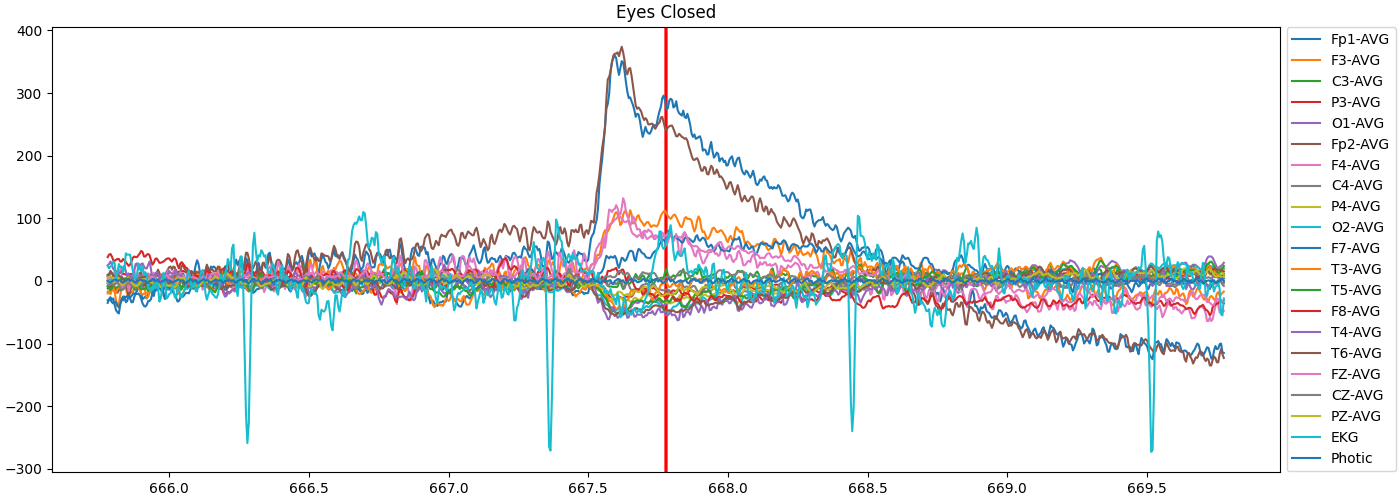 Eyes Closed
400
300
200
100
0
−100
−200
−300
666.0 666.5 667.0 667.5 668.0 668.5 669.0 669.5
Fp1-AVG
F3-AVG
C3-AVG
P3-AVG
O1-AVG
Fp2-AVG
F4-AVG
C4-AVG
P4-AVG
O2-AVG
F7-AVG
T3-AVG
T5-AVG
F8-AVG
T4-AVG
T6-AVG
FZ-AVG
CZ-AVG
PZ-AVG
EKG
Photic